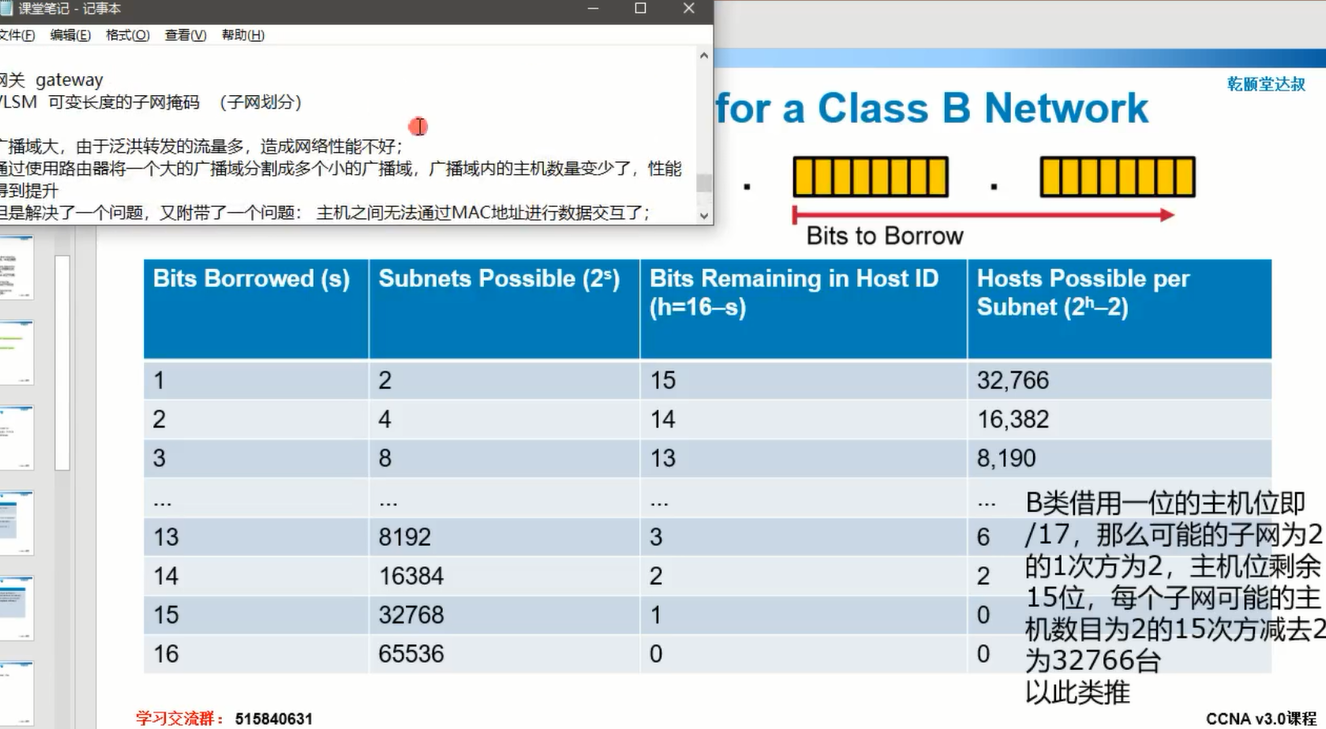 课堂笔记 - 记事本
文件(F) 编辑(E) 格式(O) 查看(V) 帮助(H)
网关 gateway
VLSM 可变长度的子网掩码 （子网划分）
广播域大，由于泛洪转发的流量多，造成网络性能不好；
通过使用路由器将一个大的广播域分割成多个小的广播域，广播域内的主机数量变少了，性能
得到提升
但是解决了一个问题，又附带了一个问题： 主机之间无法通过MAC地址进行数据交互了；
乾颐堂达叔
for a Class B Network
. .
Bits to Borrow
Bits Borrowed (s) Subnets Possible (2ˢ) Bits Remaining in Host ID (h=16–s) Hosts Possible per Subnet (2ʰ–2)
1 2 15 32,766
2 4 14 16,382
3 8 13 8,190
... ... ... ...
13 8192 3 6
14 16384 2 2
15 32768 1 0
16 65536 0 0
B类借用一位的主机位即
/17，那么可能的子网为2
的1次方为2，主机位剩余
15位，每个子网可能的主
机数目为2的15次方减去2
为32766台
以此类推
学习交流群： 515840631
CCNA v3.0课程